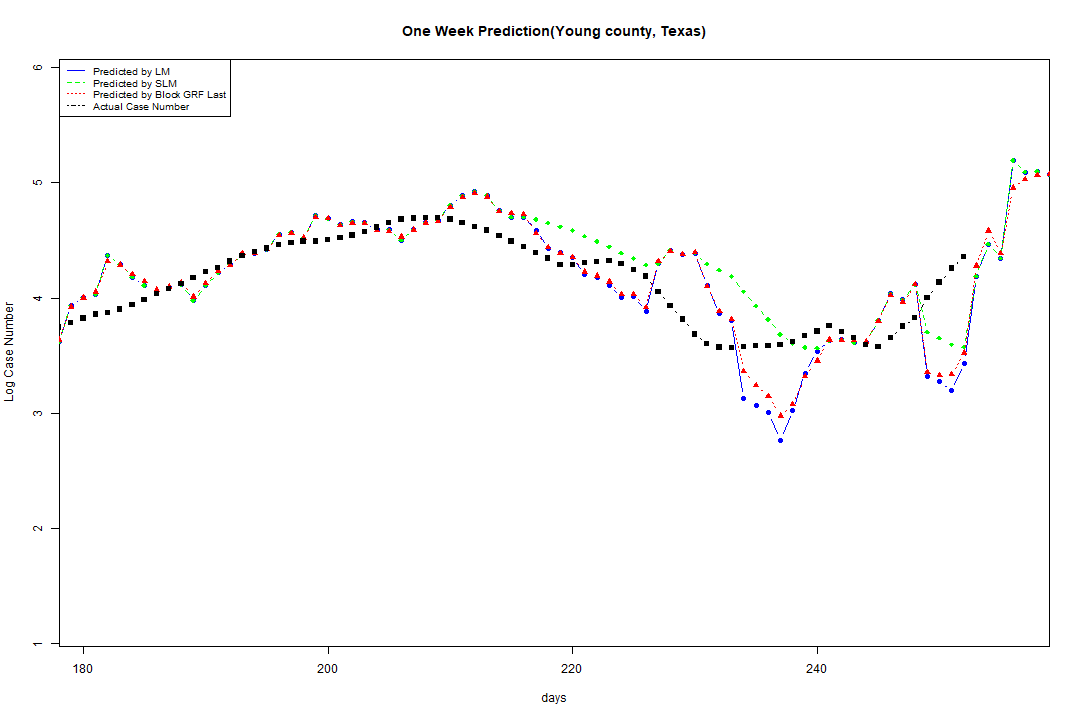 One Week Prediction(Young county, Texas)
Predicted by LM
Predicted by SLM
Predicted by Block GRF Last
Actual Case Number
6
5
4
3
2
1
Log Case Number
180
200
220
240
days